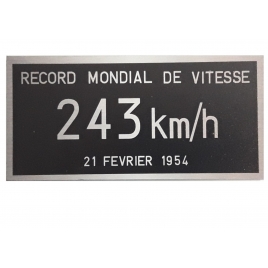 RECORD MONDIAL DE VITESSE
243 km/h
21 FEVRIER 1954